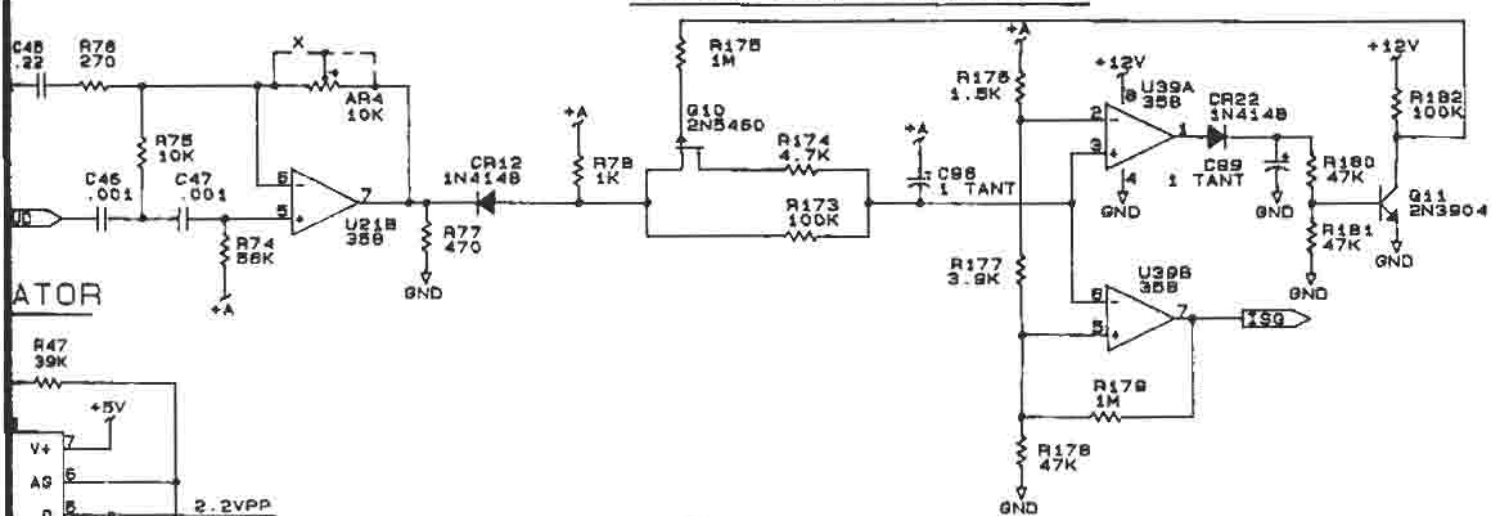 .22
R76
270
X
AR4
10K
R75
10K
C46
.001
C47
.001
6
-
5
+
7
U21B
358
R74
56K
+A
CR12
1N4148
R77
470
GND
+A
R78
1K
R175
1M
Q10
2N5460
R174
4.7K
R173
100K
+A
+
C98
1 TANT
+A
R176
1.5K
+12V
8
U39A
358
2
-
3
+
1
4
GND
CR22
1N4148
+
C99
1 TANT
GND
R180
47K
R181
47K
GND
+12V
R182
100K
Q11
2N3904
GND
R177
3.9K
U39B
358
6
-
5
+
7
ISQ
R179
1M
R178
47K
GND
ATOR
R47
39K
+5V
V+
7
AG
6
5
2.2VPP